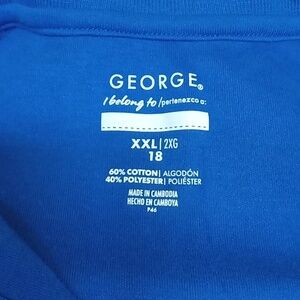 GEORGE®
I belong to/pertenezco a:
XXL|2XG
18
60% COTTON|ALGODÓN
40% POLYESTER|POLIÉSTER
MADE IN CAMBODIA
HECHO EN CAMBOYA
P46